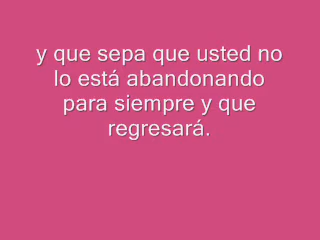 y que sepa que usted no
lo está abandonando
para siempre y que
regresará.